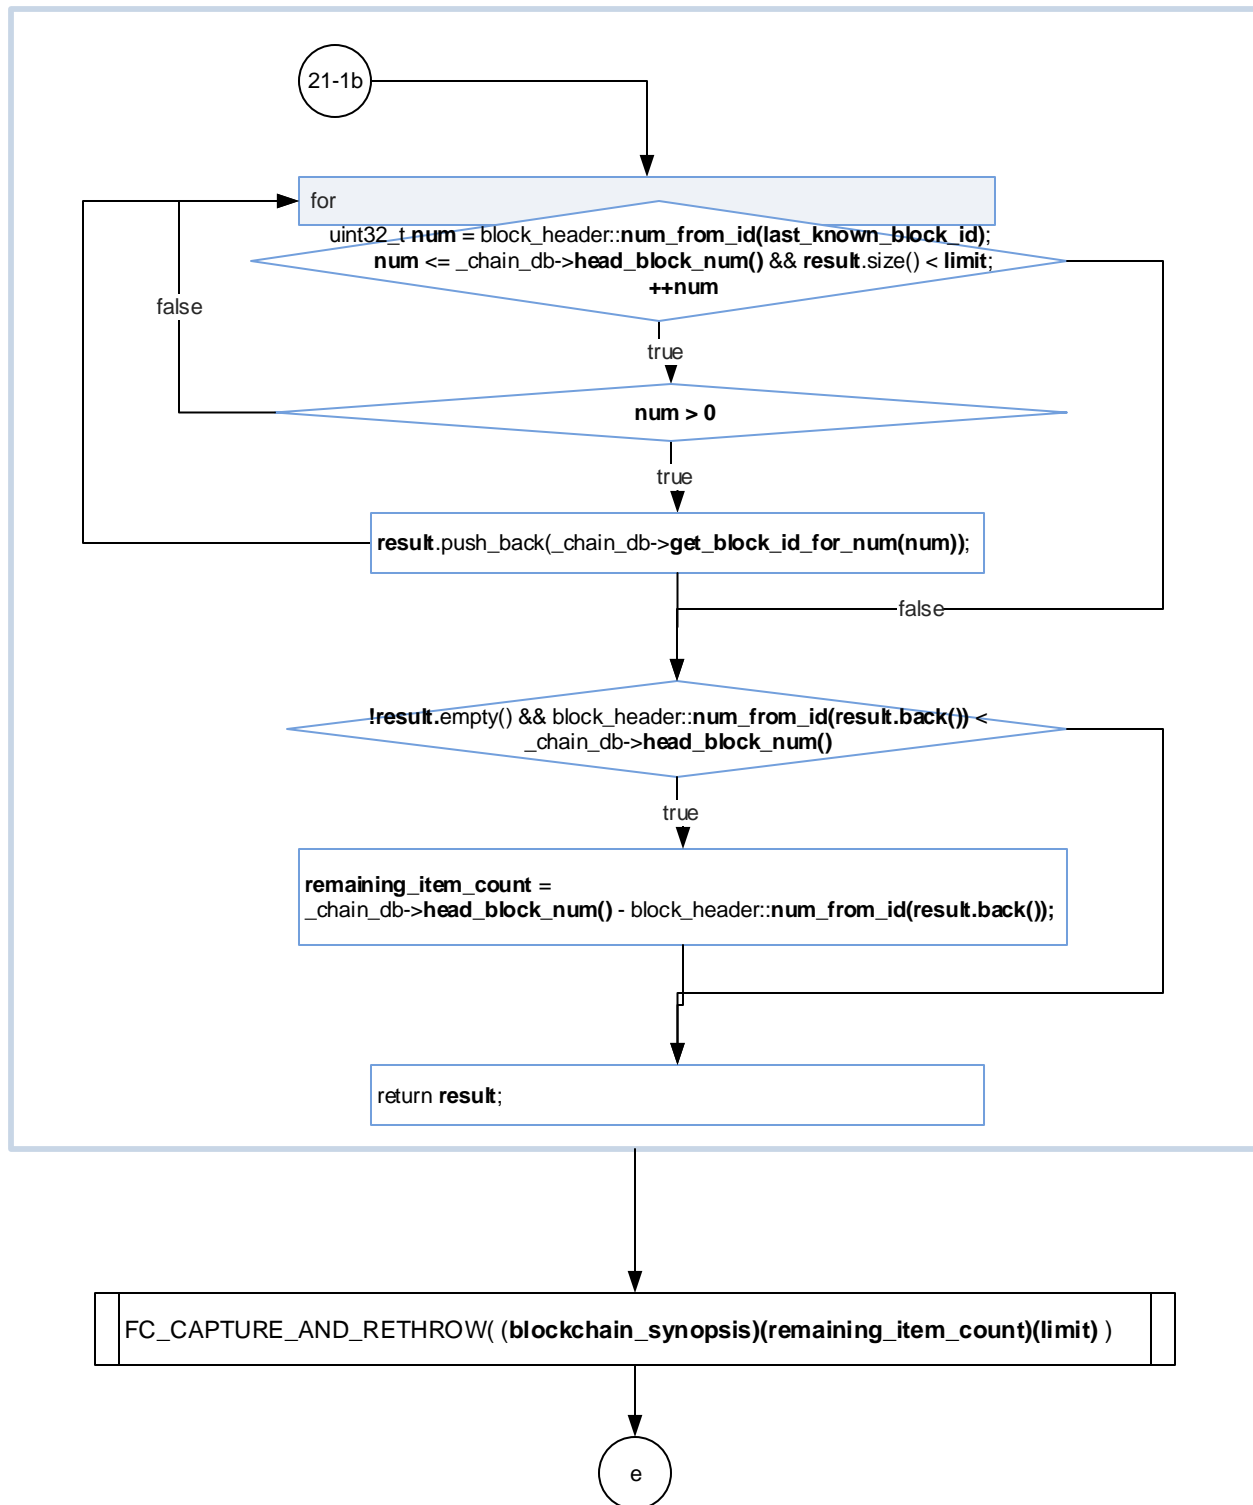 21-1b
for
uint32_t num = block_header::num_from_id(last_known_block_id);
num <= _chain_db->head_block_num() && result.size() < limit;
++num
false
true
num > 0
true
result.push_back(_chain_db->get_block_id_for_num(num));
false
!result.empty() && block_header::num_from_id(result.back()) <
_chain_db->head_block_num()
true
remaining_item_count =
_chain_db->head_block_num() - block_header::num_from_id(result.back());
return result;
FC_CAPTURE_AND_RETHROW( (blockchain_synopsis)(remaining_item_count)(limit) )
e